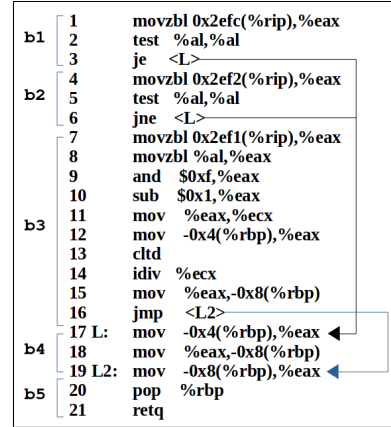 b1 1 movzbl 0x2efc(%rip),%eax
2 test %al,%al
3 je <L>
b2 4 movzbl 0x2ef2(%rip),%eax
5 test %al,%al
6 jne <L>
b3 7 movzbl 0x2ef1(%rip),%eax
8 movzbl %al,%eax
9 and $0xf,%eax
10 sub $0x1,%eax
11 mov %eax,%ecx
12 mov -0x4(%rbp),%eax
13 cltd
14 idiv %ecx
15 mov %eax,-0x8(%rbp)
16 jmp <L2>
b4 17 L: mov -0x4(%rbp),%eax
18 mov %eax,-0x8(%rbp)
19 L2: mov -0x8(%rbp),%eax
b5 20 pop %rbp
21 retq